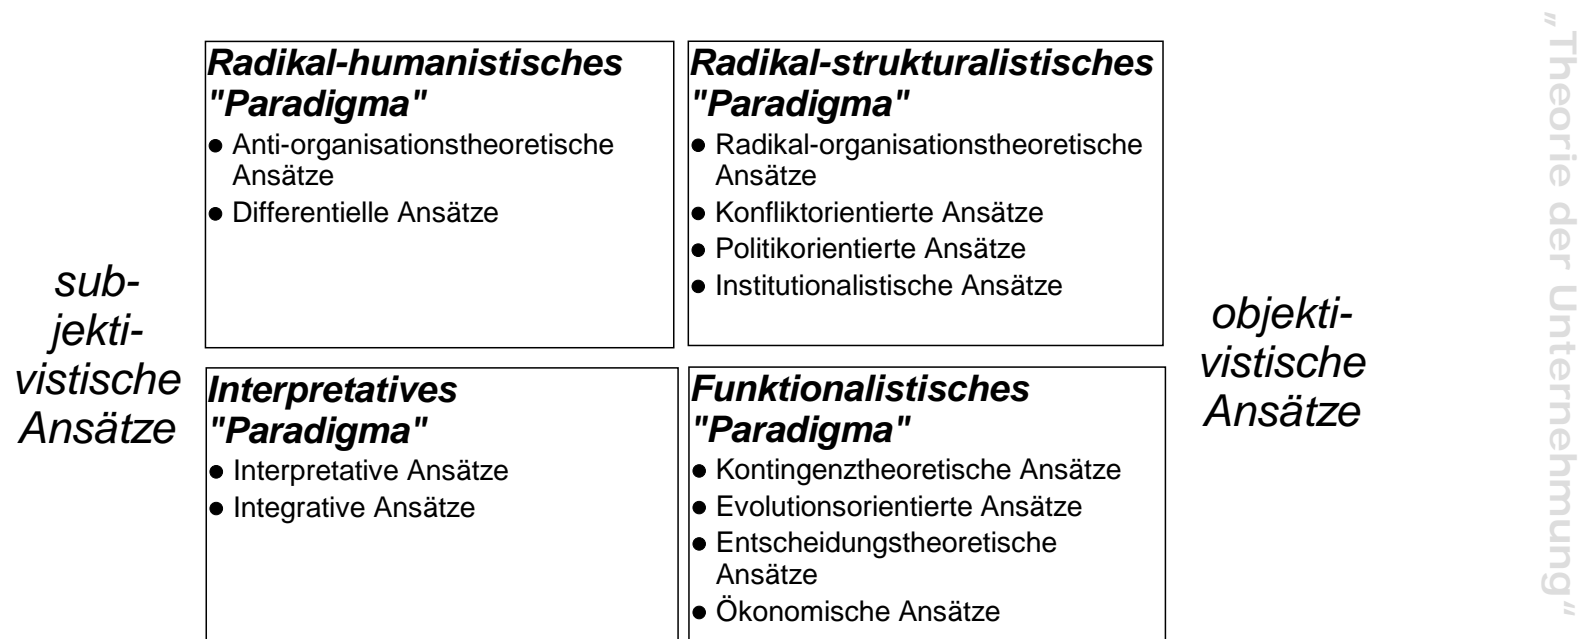 Radikal-humanistisches
"Paradigma"
● Anti-organisationstheoretische
Ansätze
● Differentielle Ansätze
Radikal-strukturalistisches
"Paradigma"
● Radikal-organisationstheoretische
Ansätze
● Konfliktorientierte Ansätze
● Politikorientierte Ansätze
● Institutionalistische Ansätze
sub-
jekti-
vistische
Ansätze
objekti-
vistische
Ansätze
Interpretatives
"Paradigma"
● Interpretative Ansätze
● Integrative Ansätze
Funktionalistisches
"Paradigma"
● Kontingenztheoretische Ansätze
● Evolutionsorientierte Ansätze
● Entscheidungstheoretische
Ansätze
● Ökonomische Ansätze
„Theorie der Unternehmung“